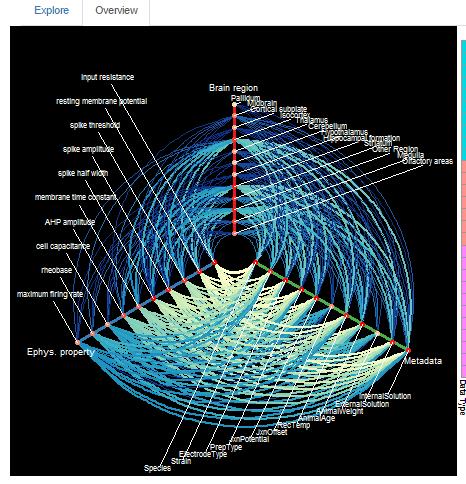 Explore Overview
Input resistance
resting membrane potential
spike threshold
spike amplitude
spike half width
membrane time constant
AHP amplitude
cell capacitance
rheobase
maximum firing rate
Ephys. property
Brain region
Pallidum
Midbrain
Cortical subplate
Isocortex
Thalamus
Cerebellum
Hypothalamus
Hippocampal formation
Striatum
Other Region
Medulla
Olfactory areas
Metadata
InternalSolution
ExternalSolution
AnimalWeight
AnimalAge
RecTemp
JxnOffset
JxnPotential
PrepType
ElectrodeType
Strain
Species
Data Type